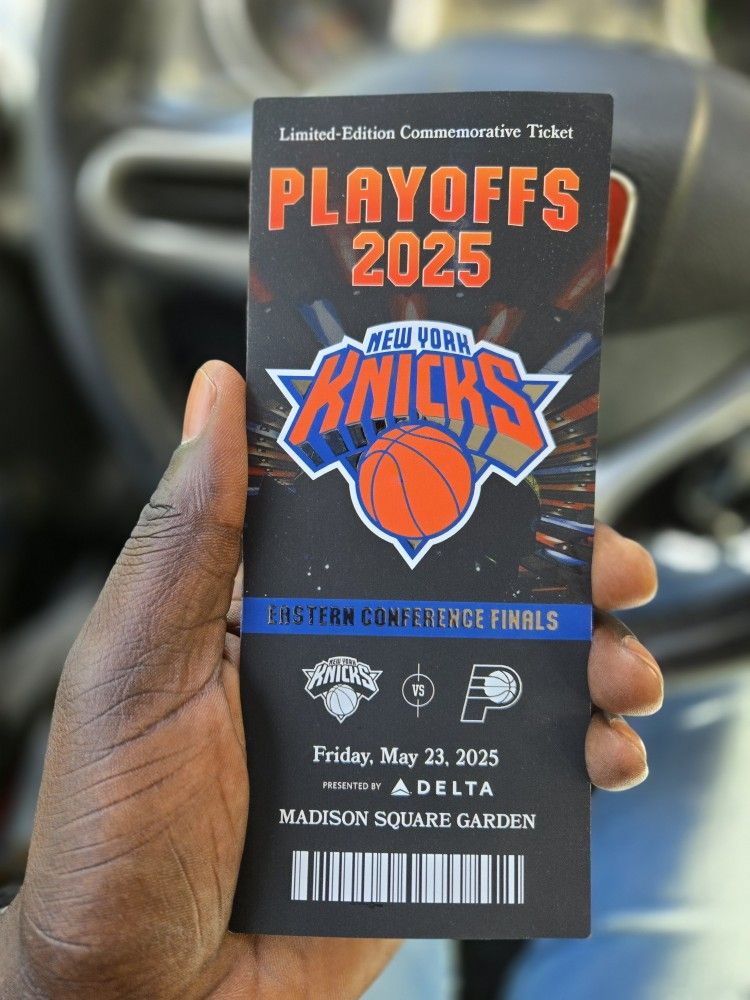 Limited-Edition Commemorative Ticket
PLAYOFFS
2025
NEW YORK
KNICKS
EASTERN CONFERENCE FINALS
NEW YORK
KNICKS
VS
P
Friday, May 23, 2025
PRESENTED BY DELTA
MADISON SQUARE GARDEN